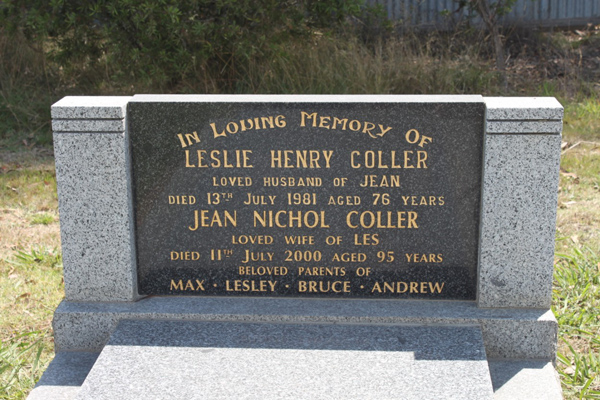 In Loving Memory Of
LESLIE HENRY COLLER
LOVED HUSBAND OF JEAN
DIED 13TH JULY 1981 AGED 76 YEARS
JEAN NICHOL COLLER
LOVED WIFE OF LES
DIED 11TH JULY 2000 AGED 95 YEARS
BELOVED PARENTS OF
MAX · LESLEY · BRUCE · ANDREW